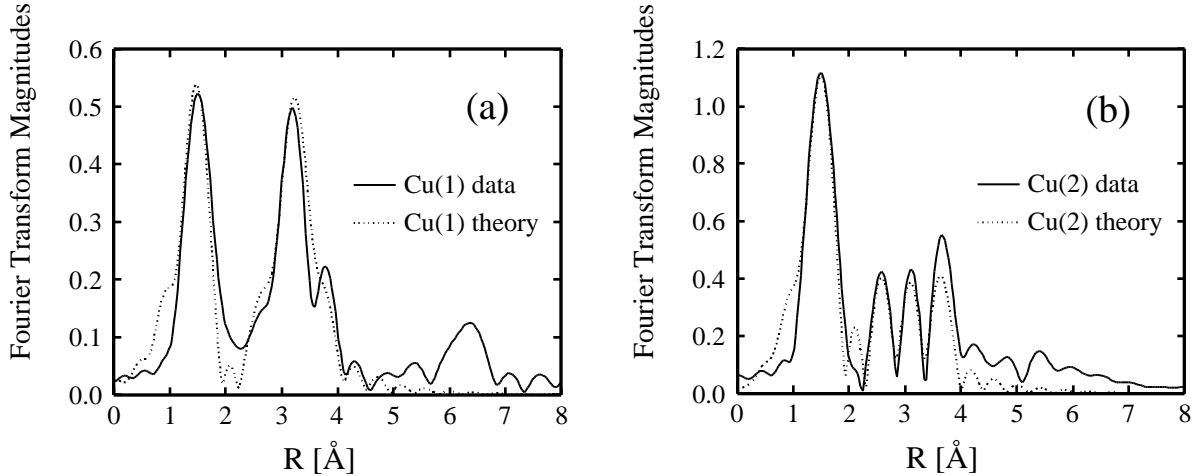 Fourier Transform Magnitudes
0.6
0.5
0.4
0.3
0.2
0.1
0.0
(a)
Cu(1) data
Cu(1) theory
0 1 2 3 4 5 6 7 8
R [Å]
Fourier Transform Magnitudes
1.2
1.0
0.8
0.6
0.4
0.2
0.0
(b)
Cu(2) data
Cu(2) theory
0 1 2 3 4 5 6 7 8
R [Å]